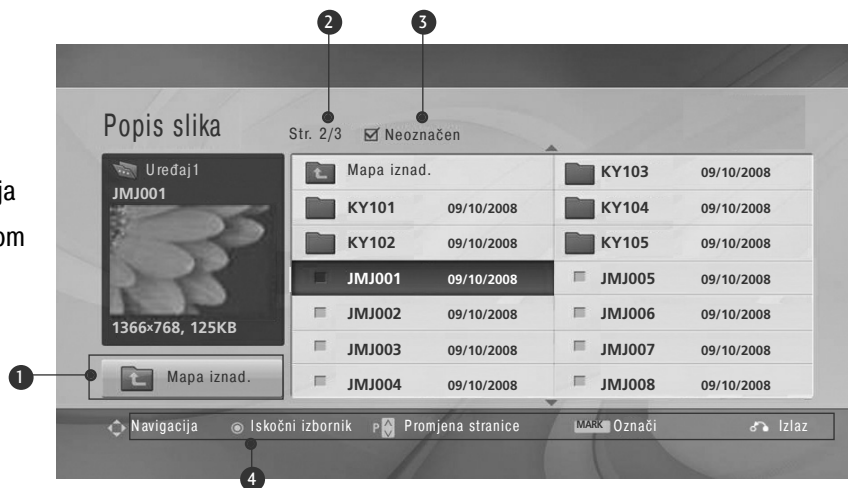 2 3
Popis slika
Str. 2/3 Neoznačen
Uređaj1
JMJ001
1366×768, 125KB
Mapa iznad.
KY101 09/10/2008
KY102 09/10/2008
JMJ001 09/10/2008
JMJ002 09/10/2008
JMJ003 09/10/2008
JMJ004 09/10/2008
KY103 09/10/2008
KY104 09/10/2008
KY105 09/10/2008
JMJ005 09/10/2008
JMJ006 09/10/2008
JMJ007 09/10/2008
JMJ008 09/10/2008
ja
om
1
Mapa iznad.
Navigacija Iskočni izbornik P Promjena stranice MARK Označi Izlaz
4